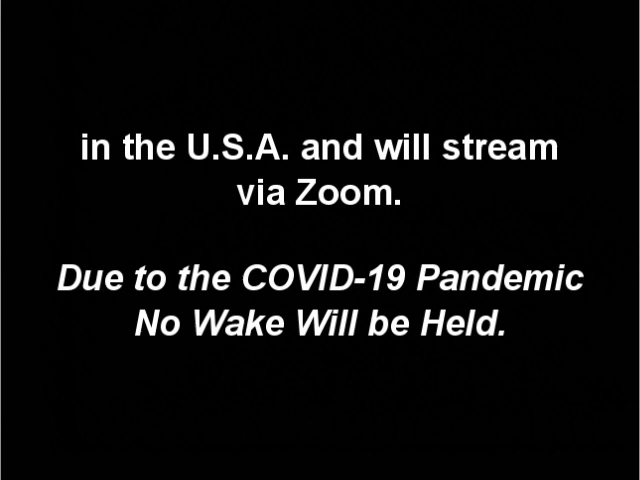 in the U.S.A. and will stream
via Zoom.
Due to the COVID-19 Pandemic
No Wake Will be Held.